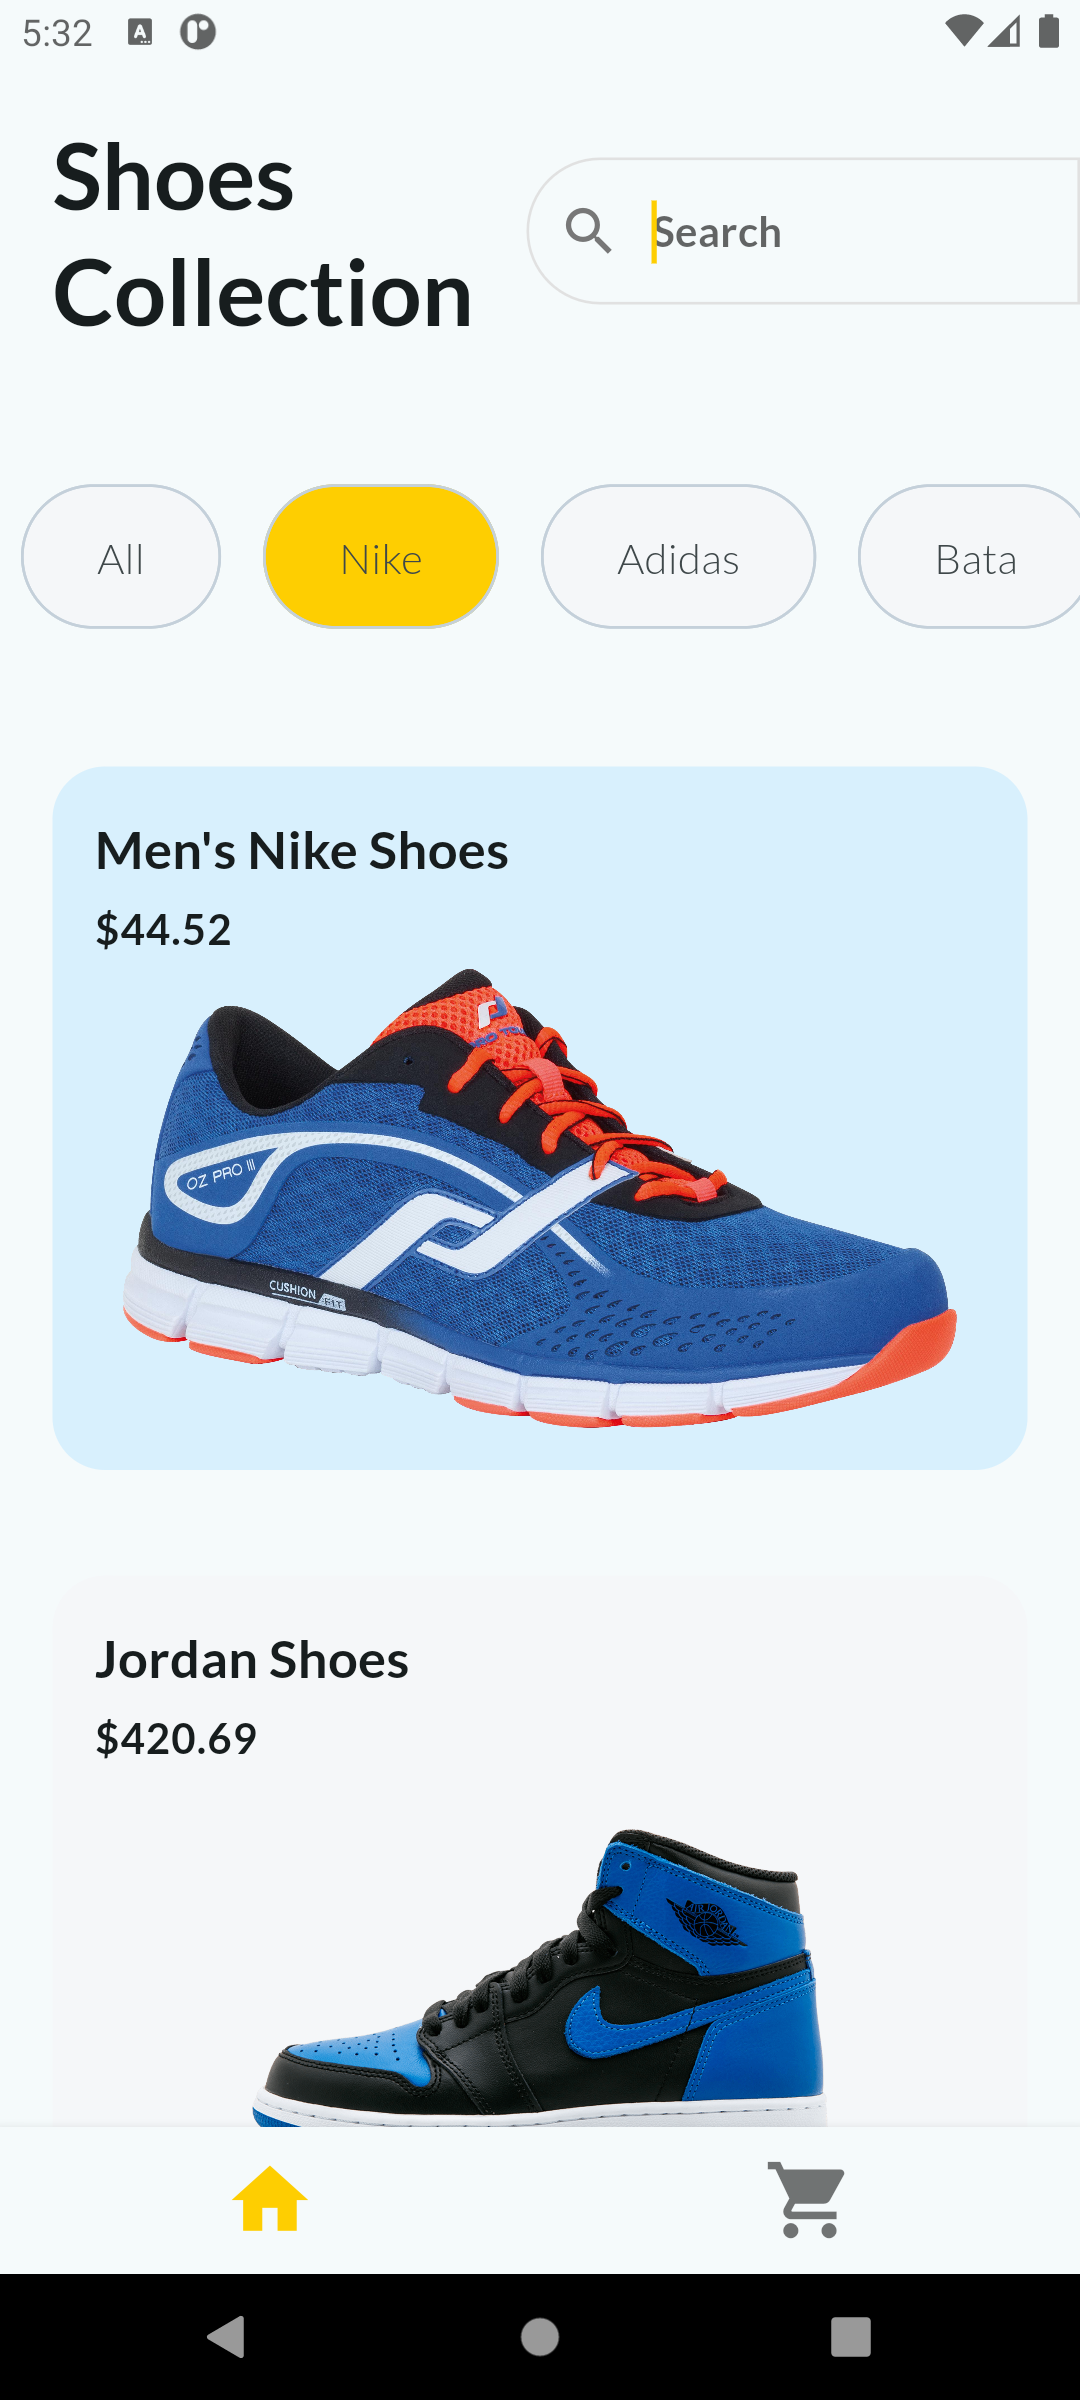 5:32
Shoes
Collection
Search
All
Nike
Adidas
Bata
Men's Nike Shoes
$44.52
OZ PRO III
CUSHION
Jordan Shoes
$420.69